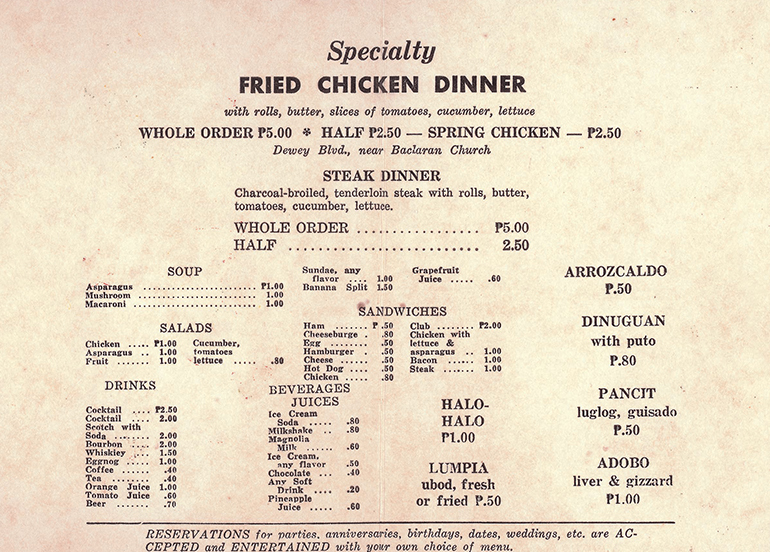 Specialty
FRIED CHICKEN DINNER
with rolls, butter, slices of tomatoes, cucumber, lettuce
WHOLE ORDER ₱5.00 * HALF ₱2.50 — SPRING CHICKEN — ₱2.50
Dewey Blvd., near Baclaran Church
STEAK DINNER
Charcoal-broiled, tenderloin steak with rolls, butter,
tomatoes, cucumber, lettuce.
WHOLE ORDER ................ ₱5.00
HALF ......................... 2.50
SOUP
Asparagus .................. ₱1.00
Mushroom .................. 1.00
Macaroni .................... 1.00
Sundae, any
flavor .... 1.00
Banana Split 1.50
Grapefruit
Juice ..... .60
SALADS
Chicken .... ₱1.00
Asparagus .. 1.00
Fruit ....... 1.00
Cucumber,
tomatoes
lettuce ..... .80
SANDWICHES
Ham ....... ₱ .50
Cheeseburge . .80
Egg ........ .50
Hamburger . .50
Cheese ..... .50
Hot Dog .... .50
Chicken .... .80
Club ........ ₱2.00
Chicken with
lettuce &
asparagus .. 1.00
Bacon ...... 1.00
Steak ...... 1.00
DRINKS
Cocktail .... ₱2.50
Cocktail .... 2.00
Scotch with
Soda ........ 2.00
Bourbon ..... 2.00
Whiskiey .... 1.50
Eggnog ..... 1.00
Coffee ...... .40
Tea ........ .40
Orange Juice 1.00
Tomato Juice .60
Beer ....... .70
BEVERAGES
JUICES
Ice Cream
Soda ..... .80
Milkshake .. .80
Magnolia
Milk ...... .60
Ice Cream,
any flavor .50
Chocolate ... .40
Any Soft
Drink .... .20
Pineapple
Juice ..... .60
HALO-
HALO
₱1.00
LUMPIA
ubod, fresh
or fried ₱.50
ARROZCALDO
₱.50
DINUGUAN
with puto
₱.80
PANCIT
luglog, guisado
₱.50
ADOBO
liver & gizzard
₱1.00
RESERVATIONS for parties, anniversaries, birthdays, dates, weddings, etc. are AC-
CEPTED and ENTERTAINED with your own choice of menu.